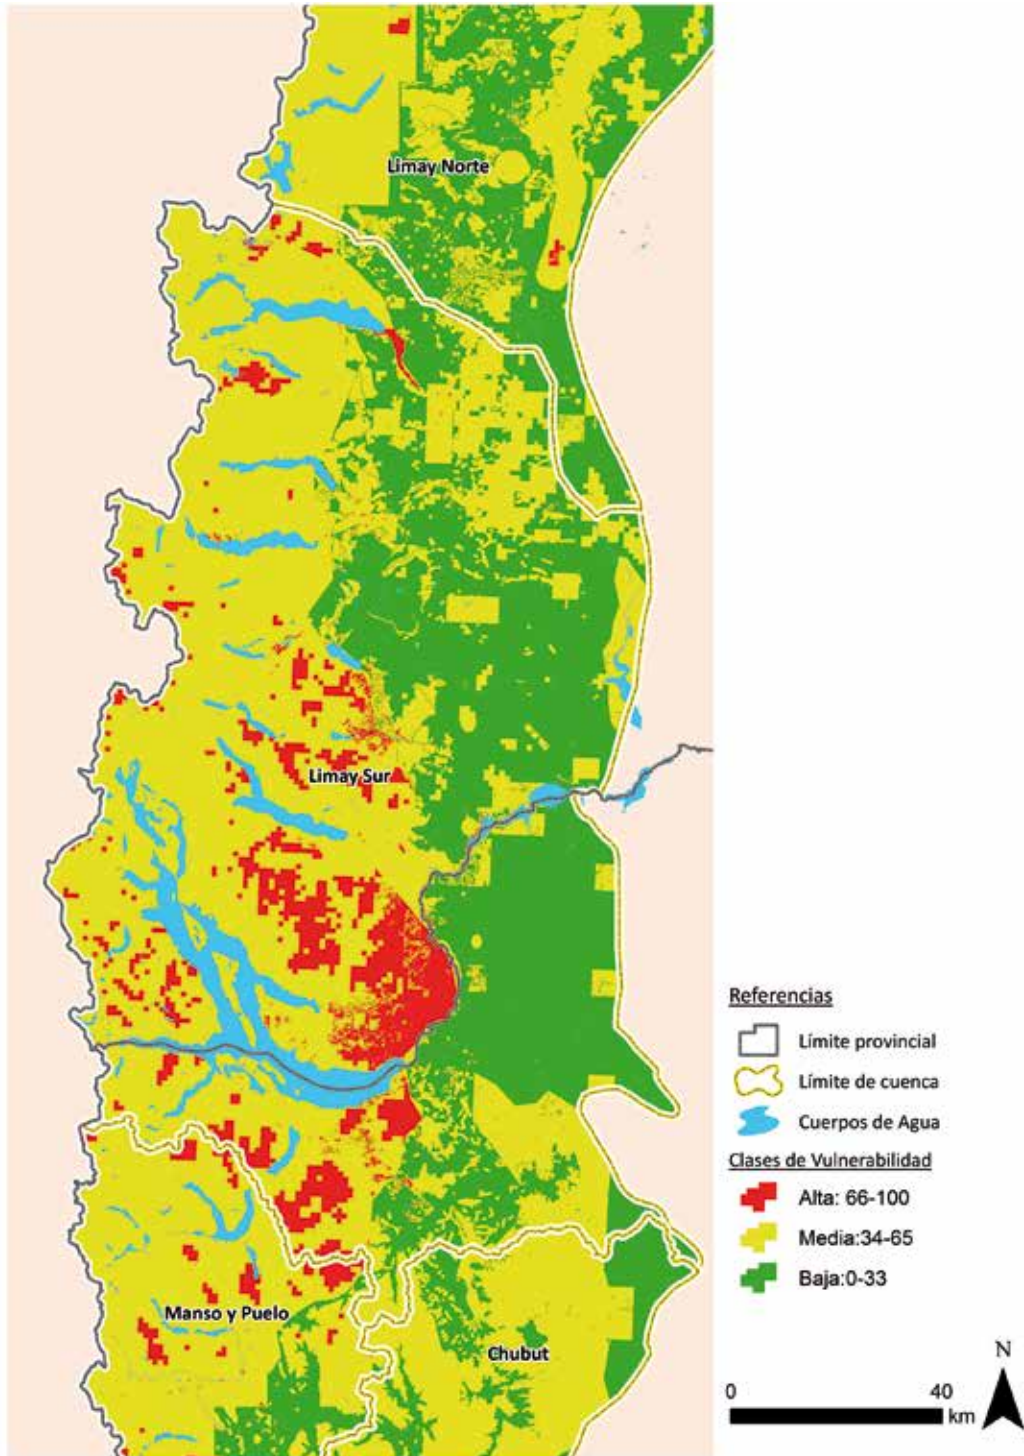 Limay Norte
Limay Sur
Manso y Puelo
Chubut
Referencias
Límite provincial
Límite de cuenca
Cuerpos de Agua
Clases de Vulnerabilidad
Alta: 66-100
Media:34-65
Baja:0-33
N
0 40
km